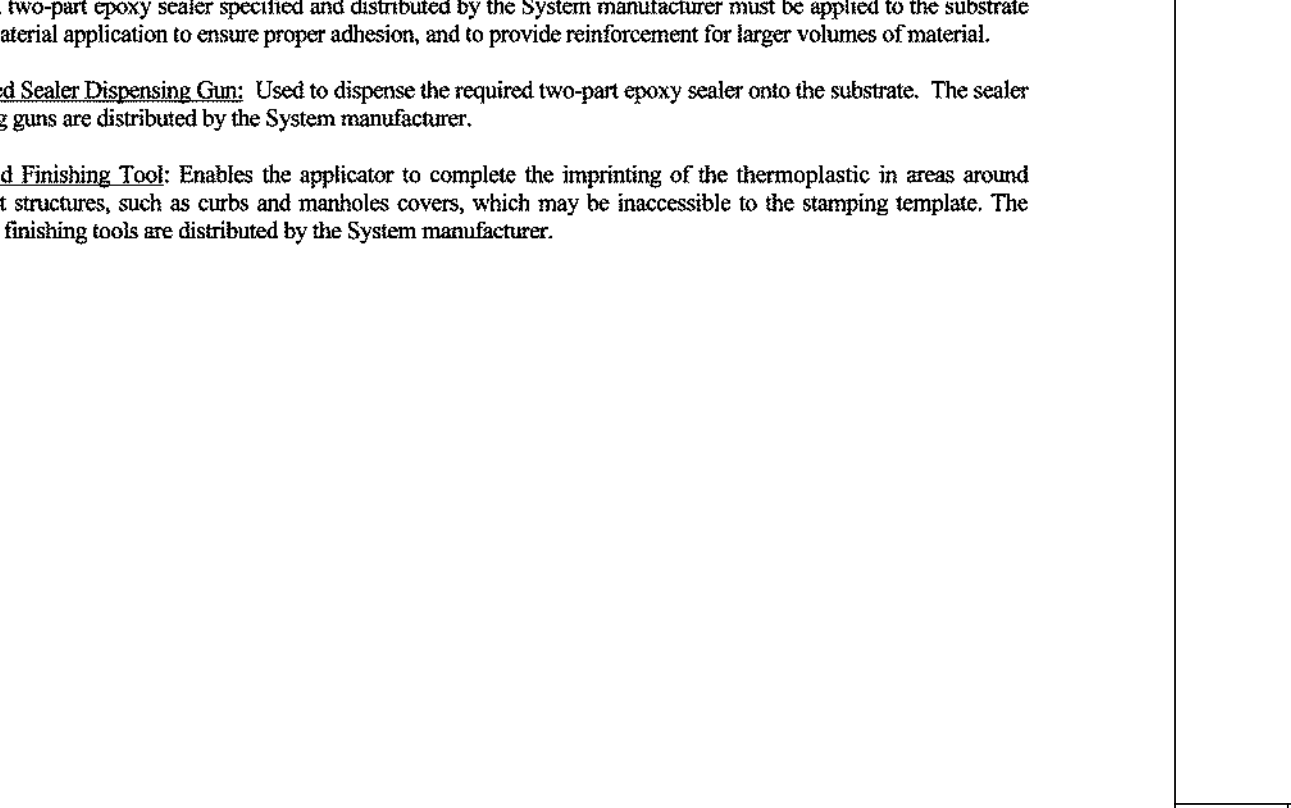 two-part epoxy sealer specified and distributed by the System manufacturer must be applied to the substrate
aterial application to ensure proper adhesion, and to provide reinforcement for larger volumes of material.
ed Sealer Dispensing Gun: Used to dispense the required two-part epoxy sealer onto the substrate. The sealer
g guns are distributed by the System manufacturer.
d Finishing Tool: Enables the applicator to complete the imprinting of the thermoplastic in areas around
t structures, such as curbs and manholes covers, which may be inaccessible to the stamping template. The
finishing tools are distributed by the System manufacturer.